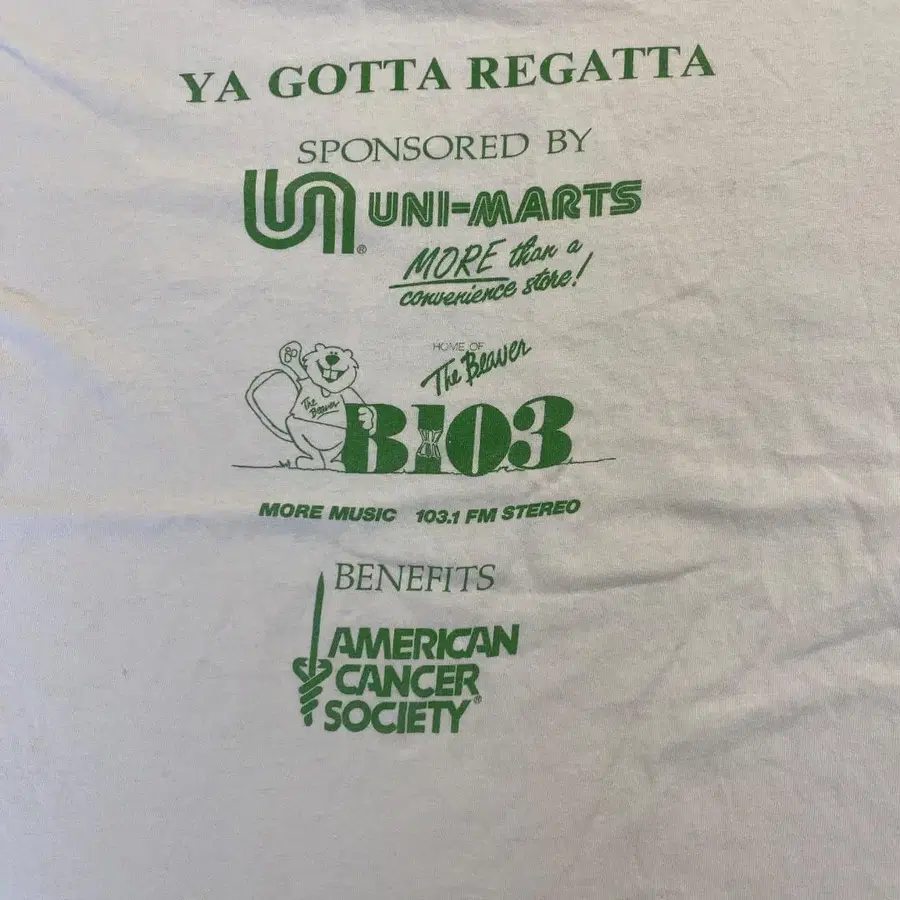 YA GOTTA REGATTA
SPONSORED BY
UNI-MARTS
®
MORE than a
convenience store!
HOME OF
The Beaver
The
Beaver
B103
MORE MUSIC 103.1 FM STEREO
BENEFITS
AMERICAN
CANCER
SOCIETY®